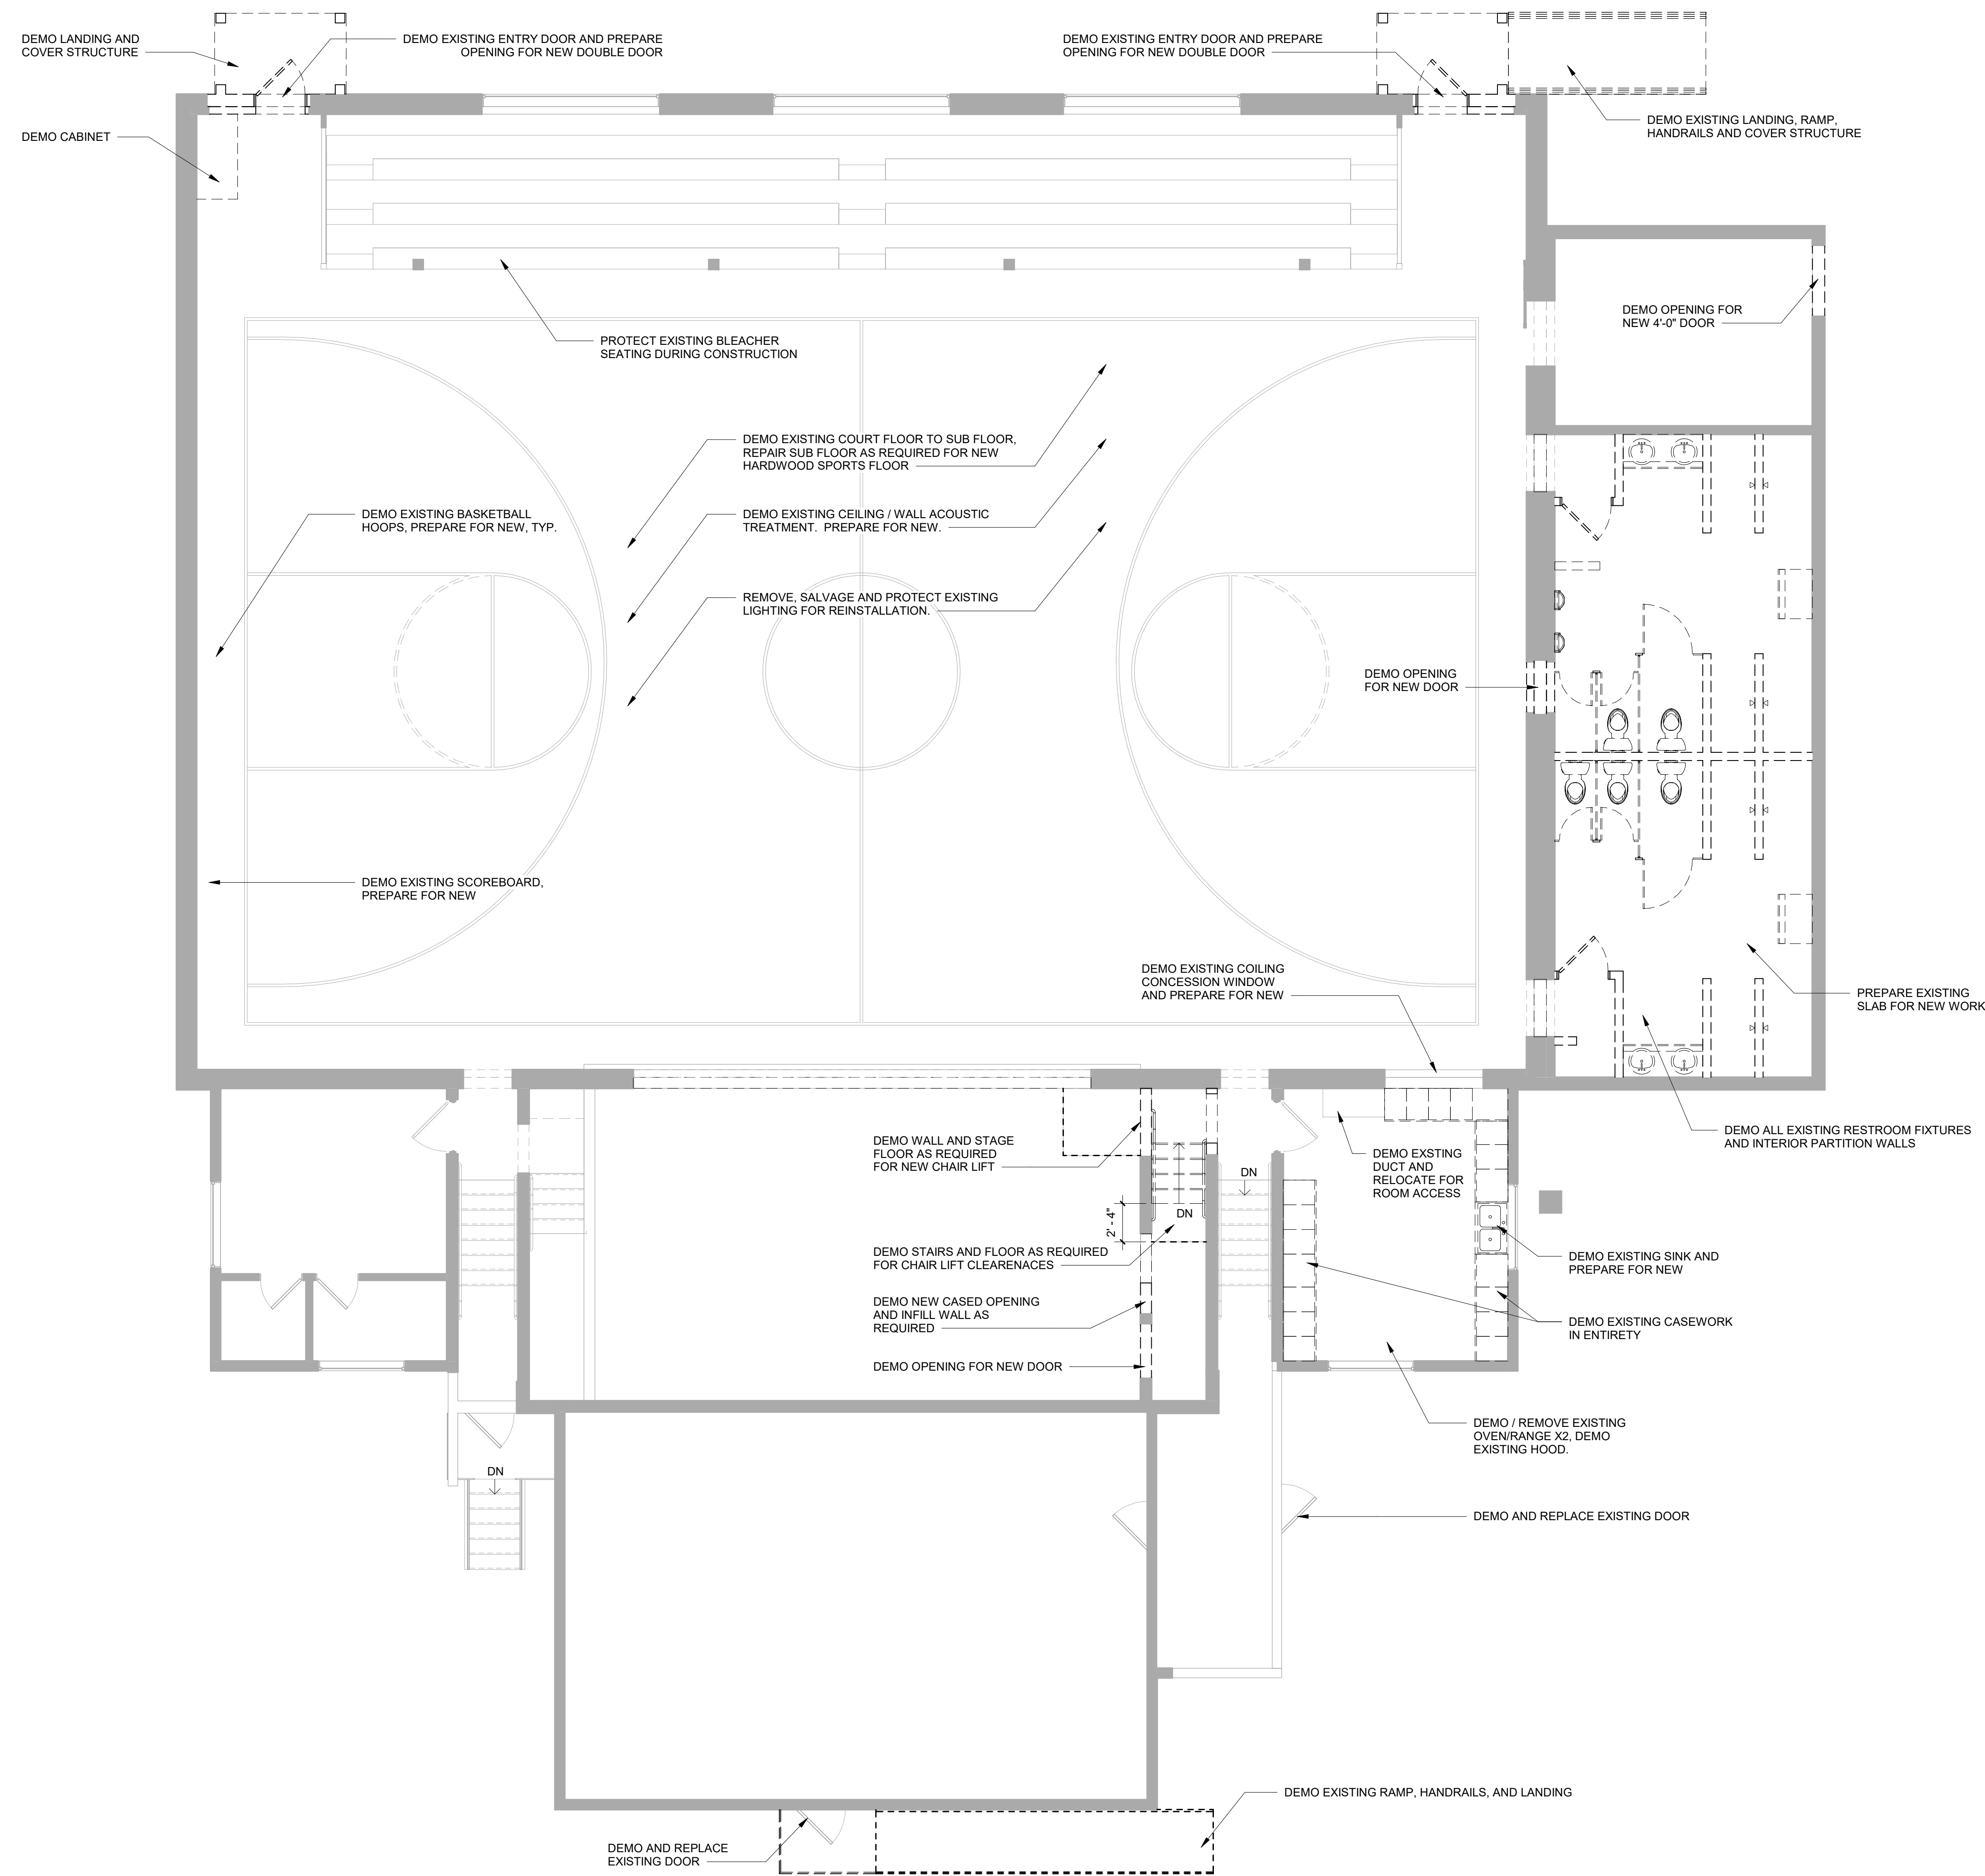 DEMO LANDING AND
COVER STRUCTURE
DEMO EXISTING ENTRY DOOR AND PREPARE
OPENING FOR NEW DOUBLE DOOR
DEMO EXISTING ENTRY DOOR AND PREPARE
OPENING FOR NEW DOUBLE DOOR
DEMO EXISTING LANDING, RAMP,
HANDRAILS AND COVER STRUCTURE
DEMO CABINET
DEMO OPENING FOR
NEW 4'-0" DOOR
PROTECT EXISTING BLEACHER
SEATING DURING CONSTRUCTION
DEMO EXISTING COURT FLOOR TO SUB FLOOR,
REPAIR SUB FLOOR AS REQUIRED FOR NEW
HARDWOOD SPORTS FLOOR
DEMO EXISTING BASKETBALL
HOOPS, PREPARE FOR NEW, TYP.
DEMO EXISTING CEILING / WALL ACOUSTIC
TREATMENT. PREPARE FOR NEW.
REMOVE, SALVAGE AND PROTECT EXISTING
LIGHTING FOR REINSTALLATION.
DEMO OPENING
FOR NEW DOOR
DEMO EXISTING SCOREBOARD,
PREPARE FOR NEW
DEMO EXISTING COILING
CONCESSION WINDOW
AND PREPARE FOR NEW
PREPARE EXISTING
SLAB FOR NEW WORK
DEMO ALL EXISTING RESTROOM FIXTURES
AND INTERIOR PARTITION WALLS
DEMO WALL AND STAGE
FLOOR AS REQUIRED
FOR NEW CHAIR LIFT
DN
DEMO EXSTING
DUCT AND
RELOCATE FOR
ROOM ACCESS
2' - 4"
DN
DEMO STAIRS AND FLOOR AS REQUIRED
FOR CHAIR LIFT CLEARENACES
DEMO EXISTING SINK AND
PREPARE FOR NEW
DEMO NEW CASED OPENING
AND INFILL WALL AS
REQUIRED
DEMO EXISTING CASEWORK
IN ENTIRETY
DEMO OPENING FOR NEW DOOR
DEMO / REMOVE EXISTING
OVEN/RANGE X2, DEMO
EXISTING HOOD.
DN
DEMO AND REPLACE EXISTING DOOR
DEMO EXISTING RAMP, HANDRAILS, AND LANDING
DEMO AND REPLACE
EXISTING DOOR